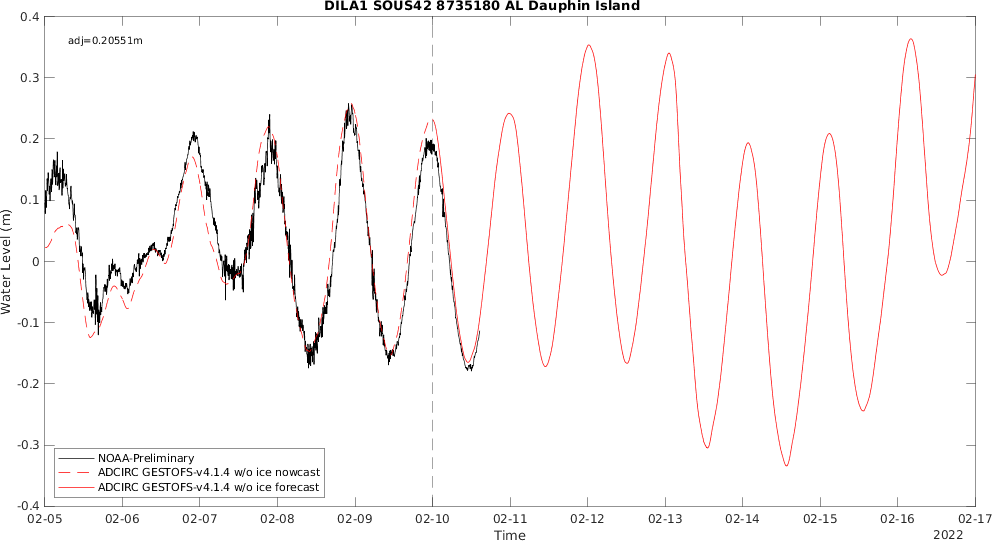 DILA1 SOUS42 8735180 AL Dauphin Island
adj=0.20551m
0.4
0.3
0.2
0.1
0
-0.1
-0.2
-0.3
-0.4
Water Level (m)
NOAA-Preliminary
ADCIRC GESTOFS-v4.1.4 w/o ice nowcast
ADCIRC GESTOFS-v4.1.4 w/o ice forecast
02-05 02-06 02-07 02-08 02-09 02-10 02-11 02-12 02-13 02-14 02-15 02-16 02-17
Time
2022